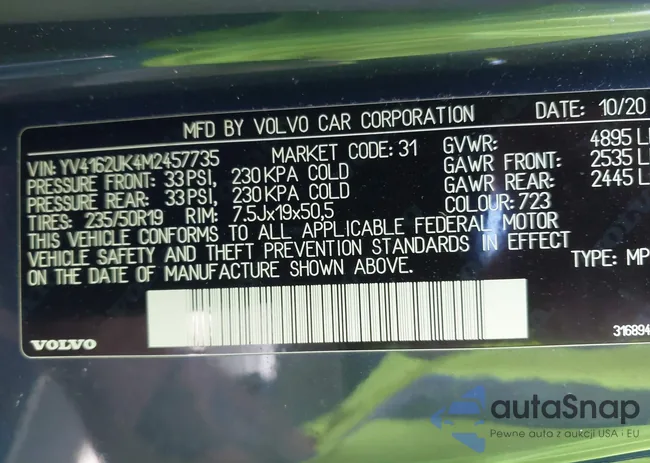 MFD BY VOLVO CAR CORPORATION DATE: 10/20
VIN: YV4162UK4M2457735 MARKET CODE: 31 GVWR: 4895 L
PRESSURE FRONT: 33 PSI, 230 KPA COLD GAWR FRONT: 2535 L
PRESSURE REAR: 33 PSI, 230 KPA COLD GAWR REAR: 2445 L
TIRES: 235/50R19 RIM: 7.5Jx19x50,5 COLOUR: 723
THIS VEHICLE CONFORMS TO ALL APPLICABLE FEDERAL MOTOR
VEHICLE SAFETY AND THEFT PREVENTION STANDARDS IN EFFECT
ON THE DATE OF MANUFACTURE SHOWN ABOVE.
TYPE: MP
VOLVO
316894
autaSnap
Pewne auta z aukcji USA i EU